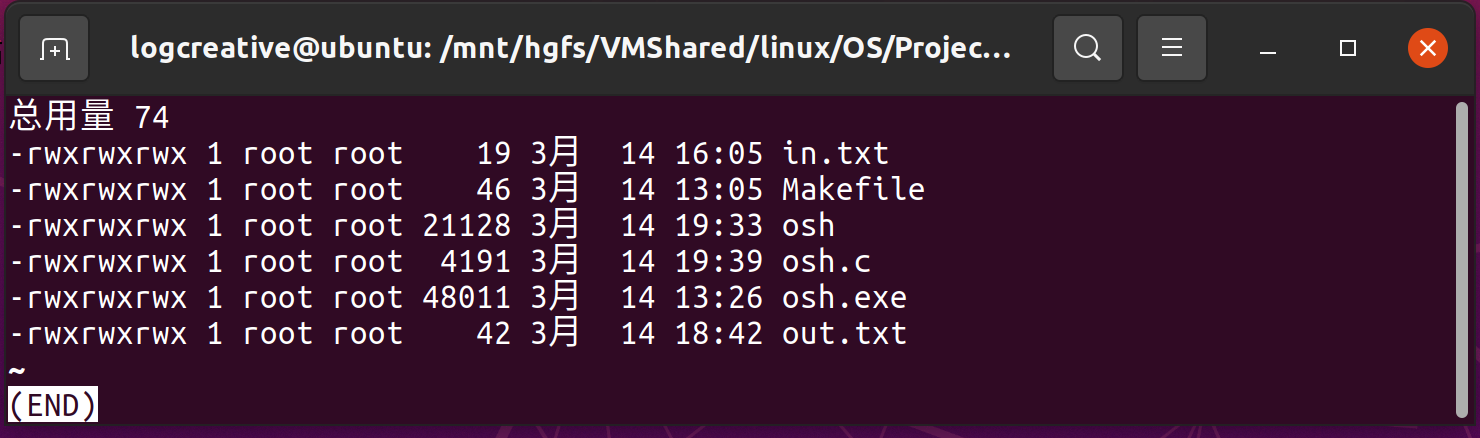 logcreative@ubuntu: /mnt/hgfs/VMShared/linux/OS/Projec...
总用量 74
-rwxrwxrwx 1 root root    19 3月  14 16:05 in.txt
-rwxrwxrwx 1 root root    46 3月  14 13:05 Makefile
-rwxrwxrwx 1 root root 21128 3月  14 19:33 osh
-rwxrwxrwx 1 root root  4191 3月  14 19:39 osh.c
-rwxrwxrwx 1 root root 48011 3月  14 13:26 osh.exe
-rwxrwxrwx 1 root root    42 3月  14 18:42 out.txt
~
(END)